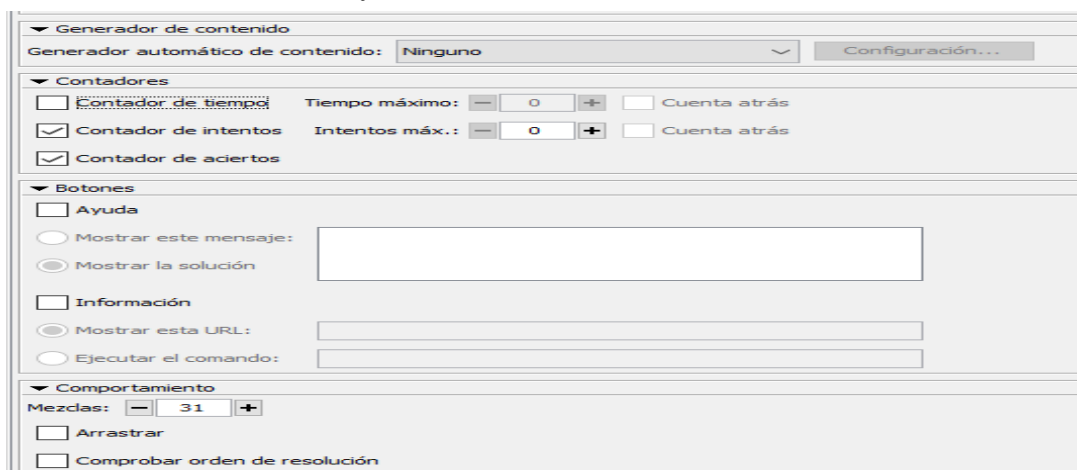 Generador de contenido
Generador automático de contenido: Ninguno Configuración...
Contadores
Contador de tiempo Tiempo máximo: 0 Cuenta atrás
Contador de intentos Intentos máx.: 0 Cuenta atrás
Contador de aciertos
Botones
Ayuda
Mostrar este mensaje:
Mostrar la solución
Información
Mostrar esta URL:
Ejecutar el comando:
Comportamiento
Mezclas: 31
Arrastrar
Comprobar orden de resolución